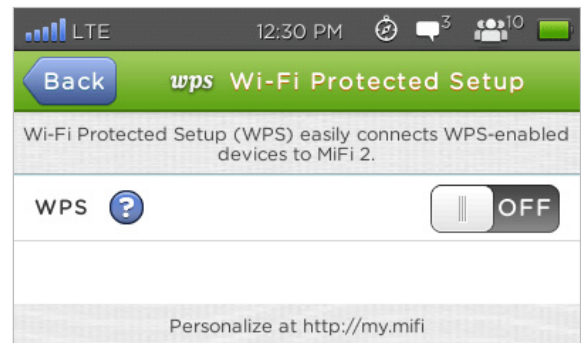 LTE 12:30 PM 3 10
Back wps Wi-Fi Protected Setup
Wi-Fi Protected Setup (WPS) easily connects WPS-enabled
devices to MiFi 2.
WPS ? OFF
Personalize at http://my.mifi